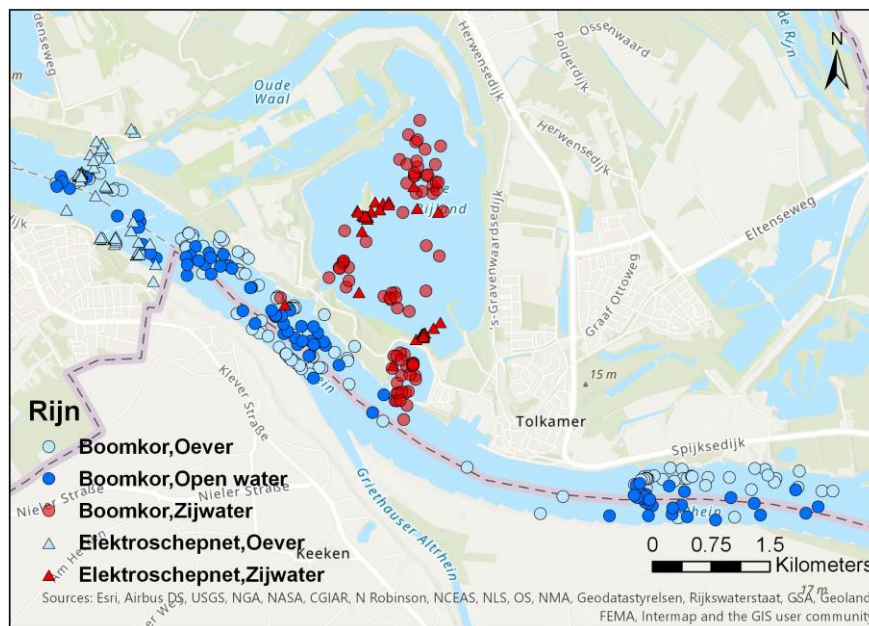 denseweg
m
Oude
Waal
Herwensedijk
Ossenwaard
Polderdijk
de Rijn
N
Herwensedijk
Eltenseweg
's-Gravenwaardsedijk
Graaf Ottoweg
ijk
15 m
Tolkamer
Spijksedijk
Klever Straße
Rijn
Boomkor,Oever
Boomkor,Open water
Boomkor,Zijwater
Elektroschepnet,Oever
Elektroschepnet,Zijwater
Nieler Straße
Nieler Straße
Griethauser Altrhein
Keeken
0 0.75 1.5
Kilometers
17 m
Sources: Esri, Airbus DS, USGS, NGA, NASA, CGIAR, N Robinson, NCEAS, NLS, OS, NMA, Geodatastyrelsen, Rijkswaterstaat, GSA, Geoland,
FEMA, Intermap and the GIS user community